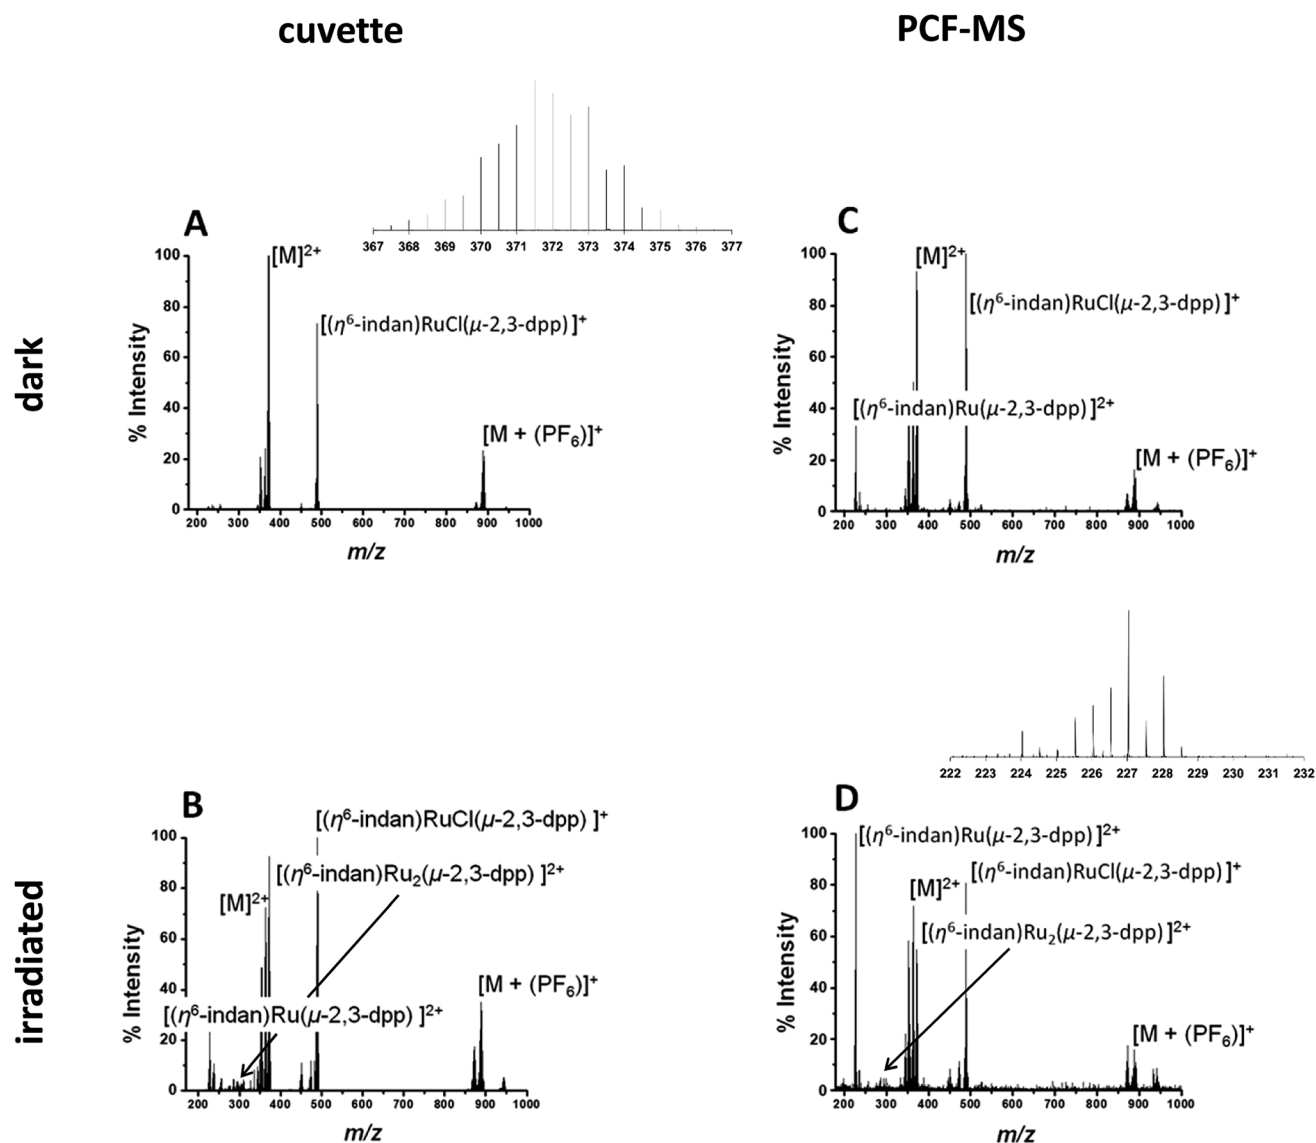 cuvette
PCF-MS
dark
irradiated
367 368 369 370 371 372 373 374 375 376 377
A
[M]²⁺
[(η⁶-indan)RuCl(μ-2,3-dpp) ]⁺
[M + (PF₆)]⁺
% Intensity
100
80
60
40
20
0
200 300 400 500 600 700 800 900 1000
m/z
C
[M]²⁺
[(η⁶-indan)RuCl(μ-2,3-dpp) ]⁺
[(η⁶-indan)Ru(μ-2,3-dpp) ]²⁺
[M + (PF₆)]⁺
% Intensity
100
80
60
40
20
0
200 300 400 500 600 700 800 900 1000
m/z
222 223 224 225 226 227 228 229 230 231 232
B
[(η⁶-indan)RuCl(μ-2,3-dpp) ]⁺
[(η⁶-indan)Ru₂(μ-2,3-dpp) ]²⁺
[M]²⁺
[M + (PF₆)]⁺
[(η⁶-indan)Ru(μ-2,3-dpp) ]²⁺
% Intensity
100
80
60
40
20
0
200 300 400 500 600 700 800 900 1000
m/z
D
[(η⁶-indan)Ru(μ-2,3-dpp) ]²⁺
[(η⁶-indan)RuCl(μ-2,3-dpp) ]⁺
[M]²⁺
[(η⁶-indan)Ru₂(μ-2,3-dpp) ]²⁺
[M + (PF₆)]⁺
% Intensity
100
80
60
40
20
0
200 300 400 500 600 700 800 900 1000
m/z